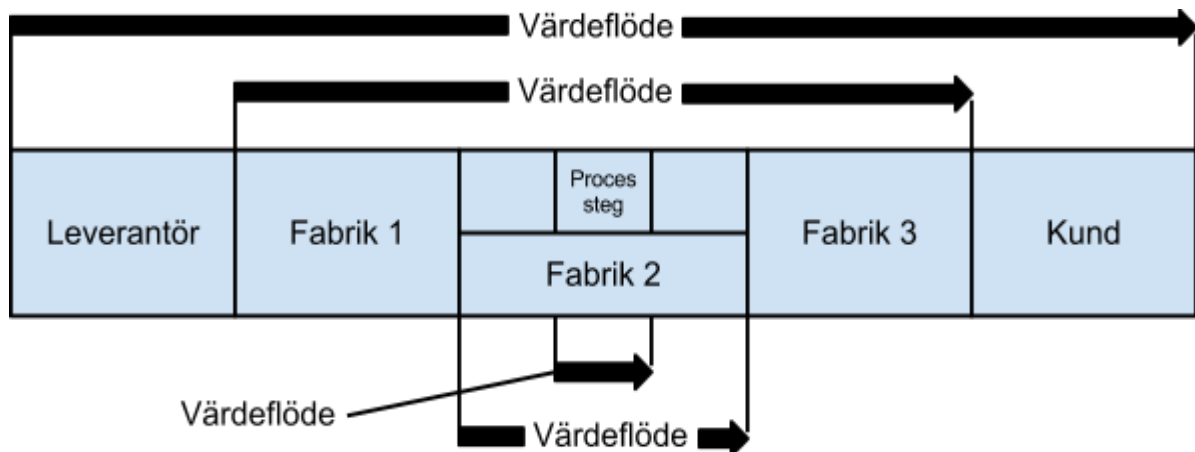 Värdeflöde
Värdeflöde
Leverantör
Fabrik 1
Proces
steg
Fabrik 2
Fabrik 3
Kund
Värdeflöde
Värdeflöde